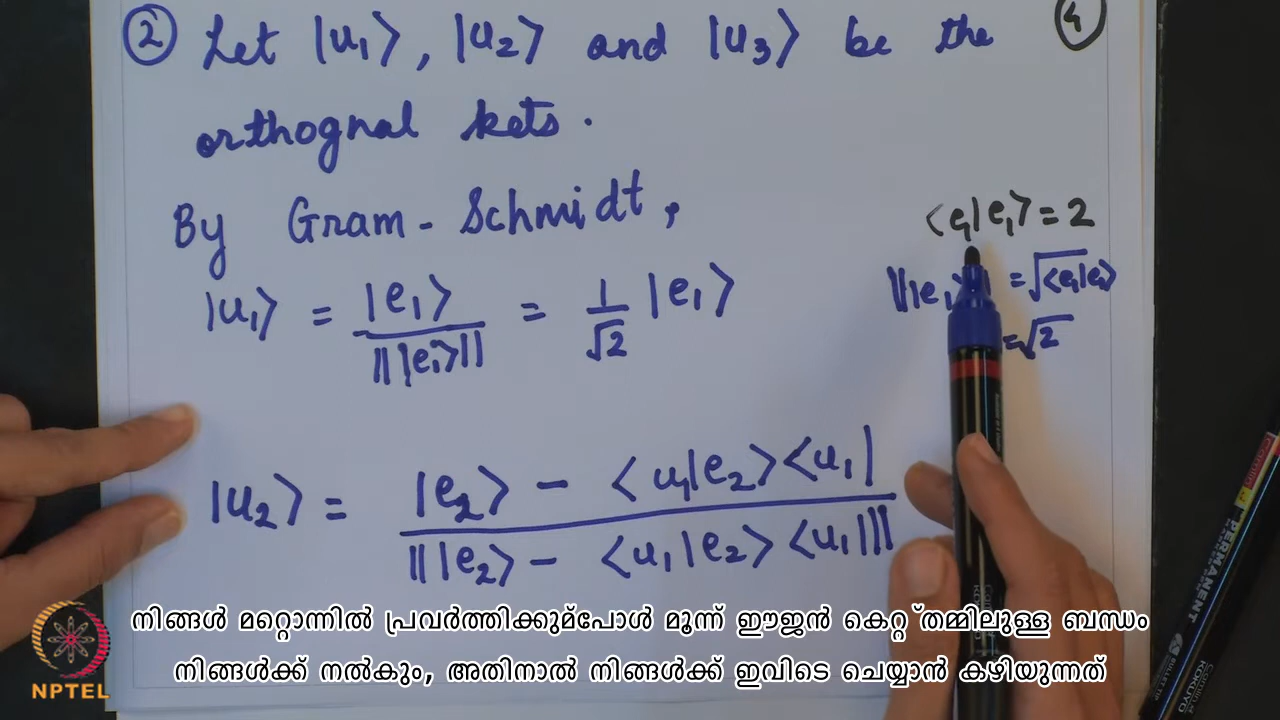 ② Let |u₁⟩, |u₂⟩ and |u₃⟩ be the ④
orthognal kets.
By Gram-Schmidt,
⟨e₁|e₁⟩ = 2
|u₁⟩ = |e₁⟩ / || |e₁⟩ || = 1/√2 |e₁⟩
|||e₁⟩ = √⟨e₁|e₁⟩
= √2
|u₂⟩ = |e₂⟩ - ⟨u₁|e₂⟩⟨u₁| / || |e₂⟩ - ⟨u₁|e₂⟩⟨u₁| ||
നിങ്ങൾ മറ്റൊന്നിൽ പ്രവർത്തിക്കുമ്പോൾ മൂന്ന് ഈജൻ കെറ്റ് തമ്മിലുള്ള ബന്ധം
നിങ്ങൾക്ക് നൽകും, അതിനാൽ നിങ്ങൾക്ക് ഇവിടെ ചെയ്യാൻ കഴിയുന്നത്
NPTEL
PERMANENT